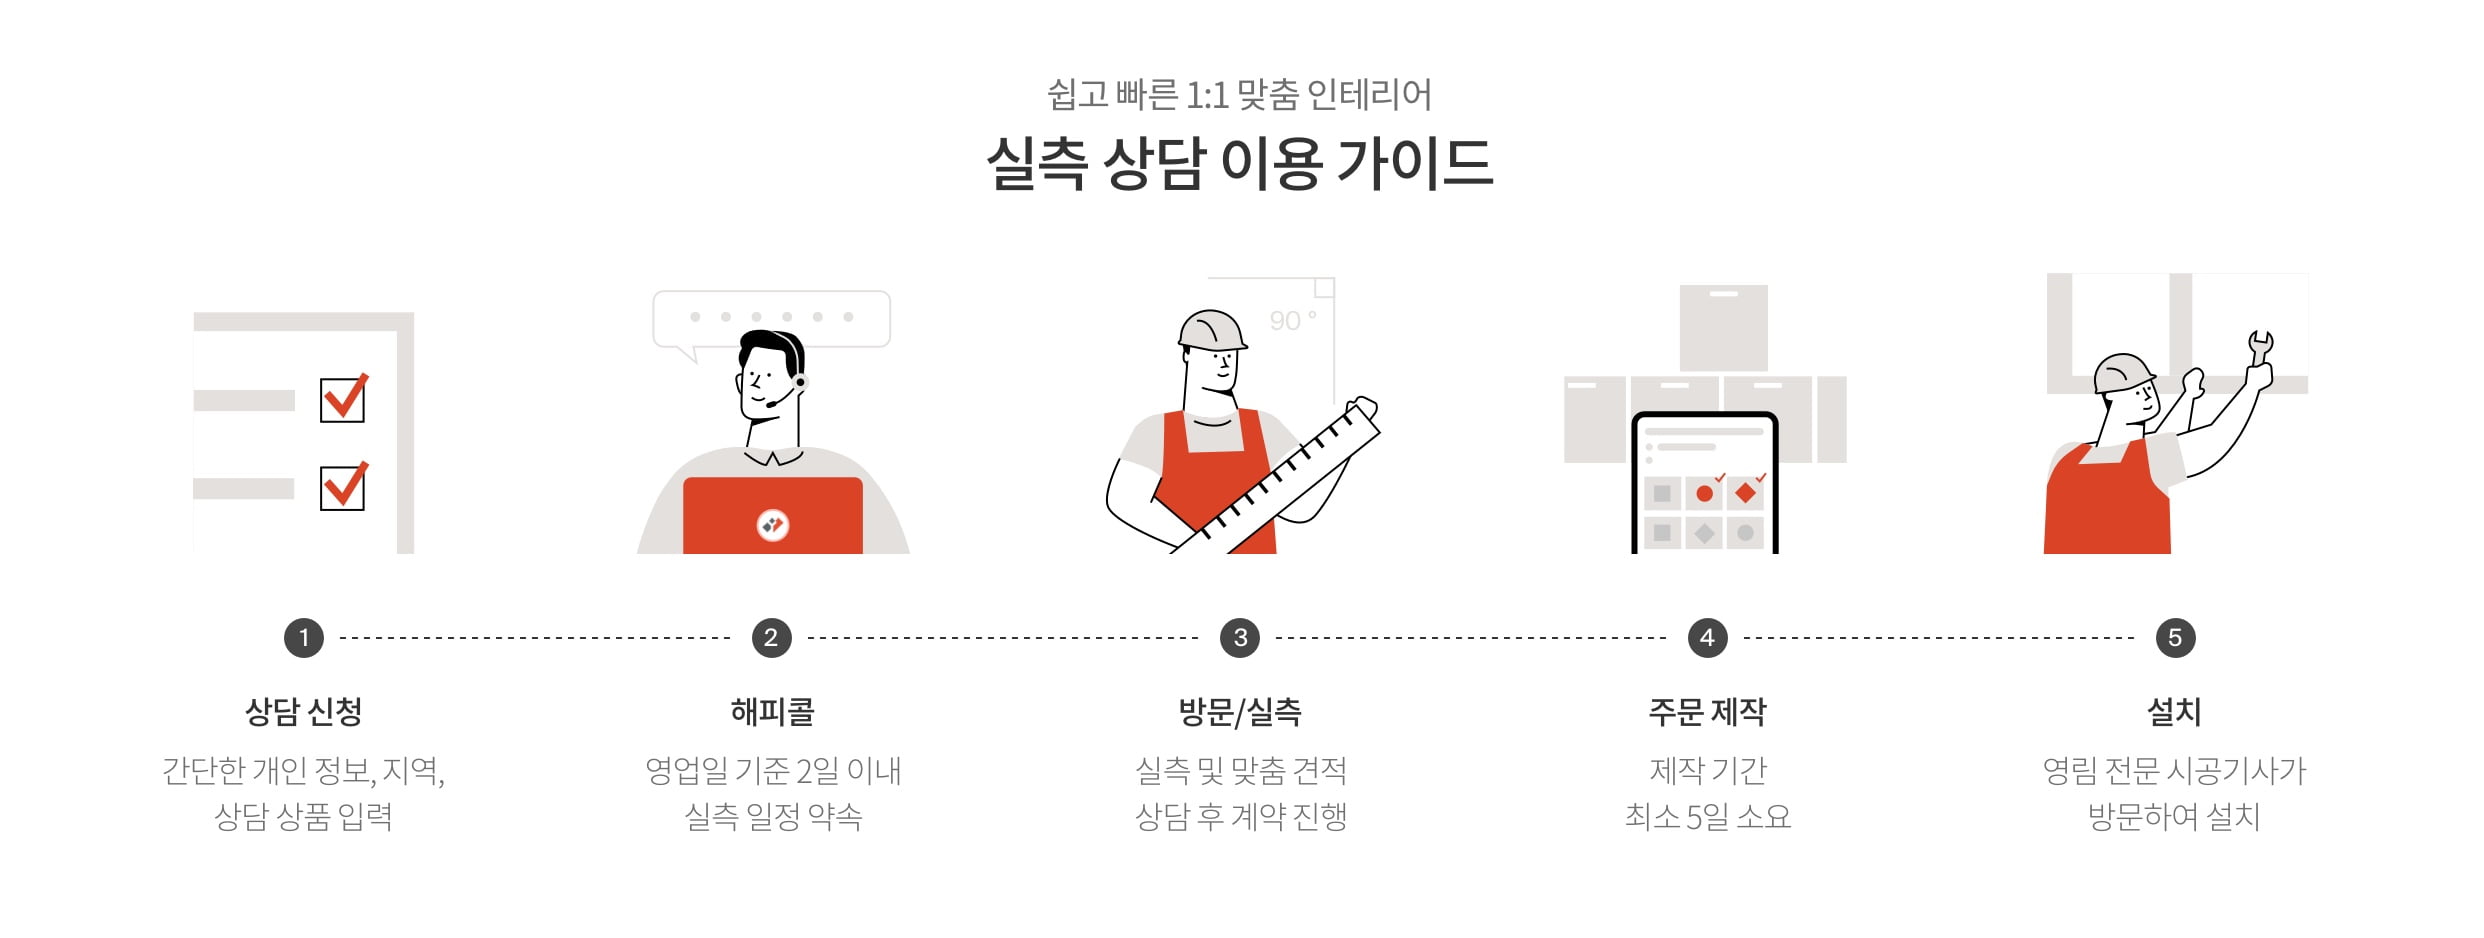 쉽고 빠른 1:1 맞춤 인테리어
실측 상담 이용 가이드
90 °
1
2
3
4
5
상담 신청
간단한 개인 정보, 지역,
상담 상품 입력
해피콜
영업일 기준 2일 이내
실측 일정 약속
방문/실측
실측 및 맞춤 견적
상담 후 계약 진행
주문 제작
제작 기간
최소 5일 소요
설치
영림 전문 시공기사가
방문하여 설치